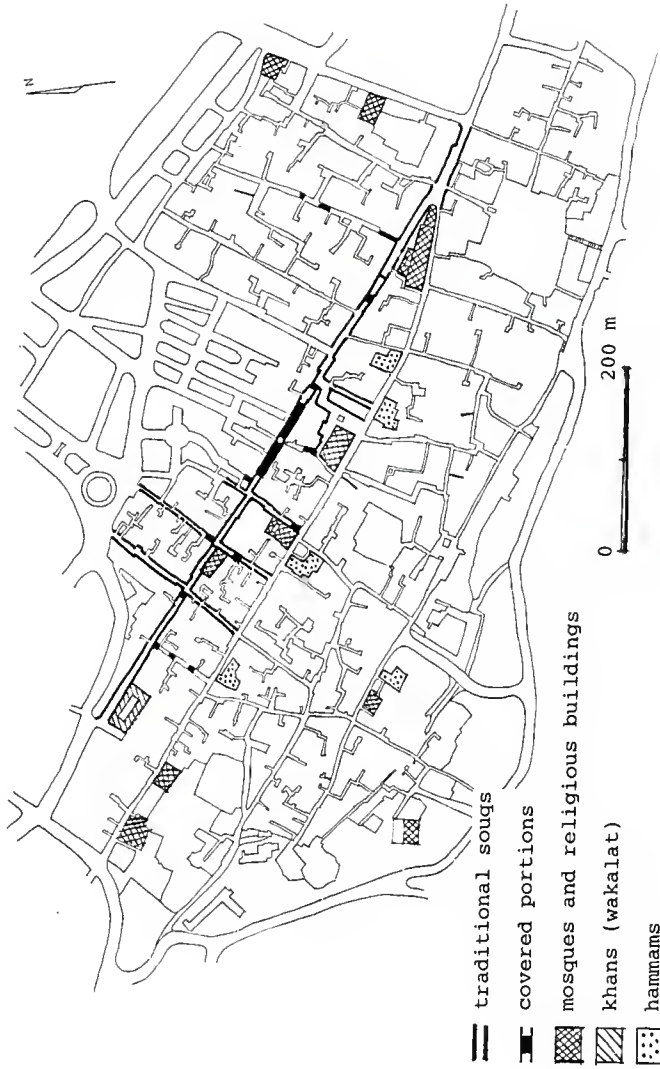 N
0 200 m
traditional souqs
covered portions
mosques and religious buildings
khans (wakalat)
hammams